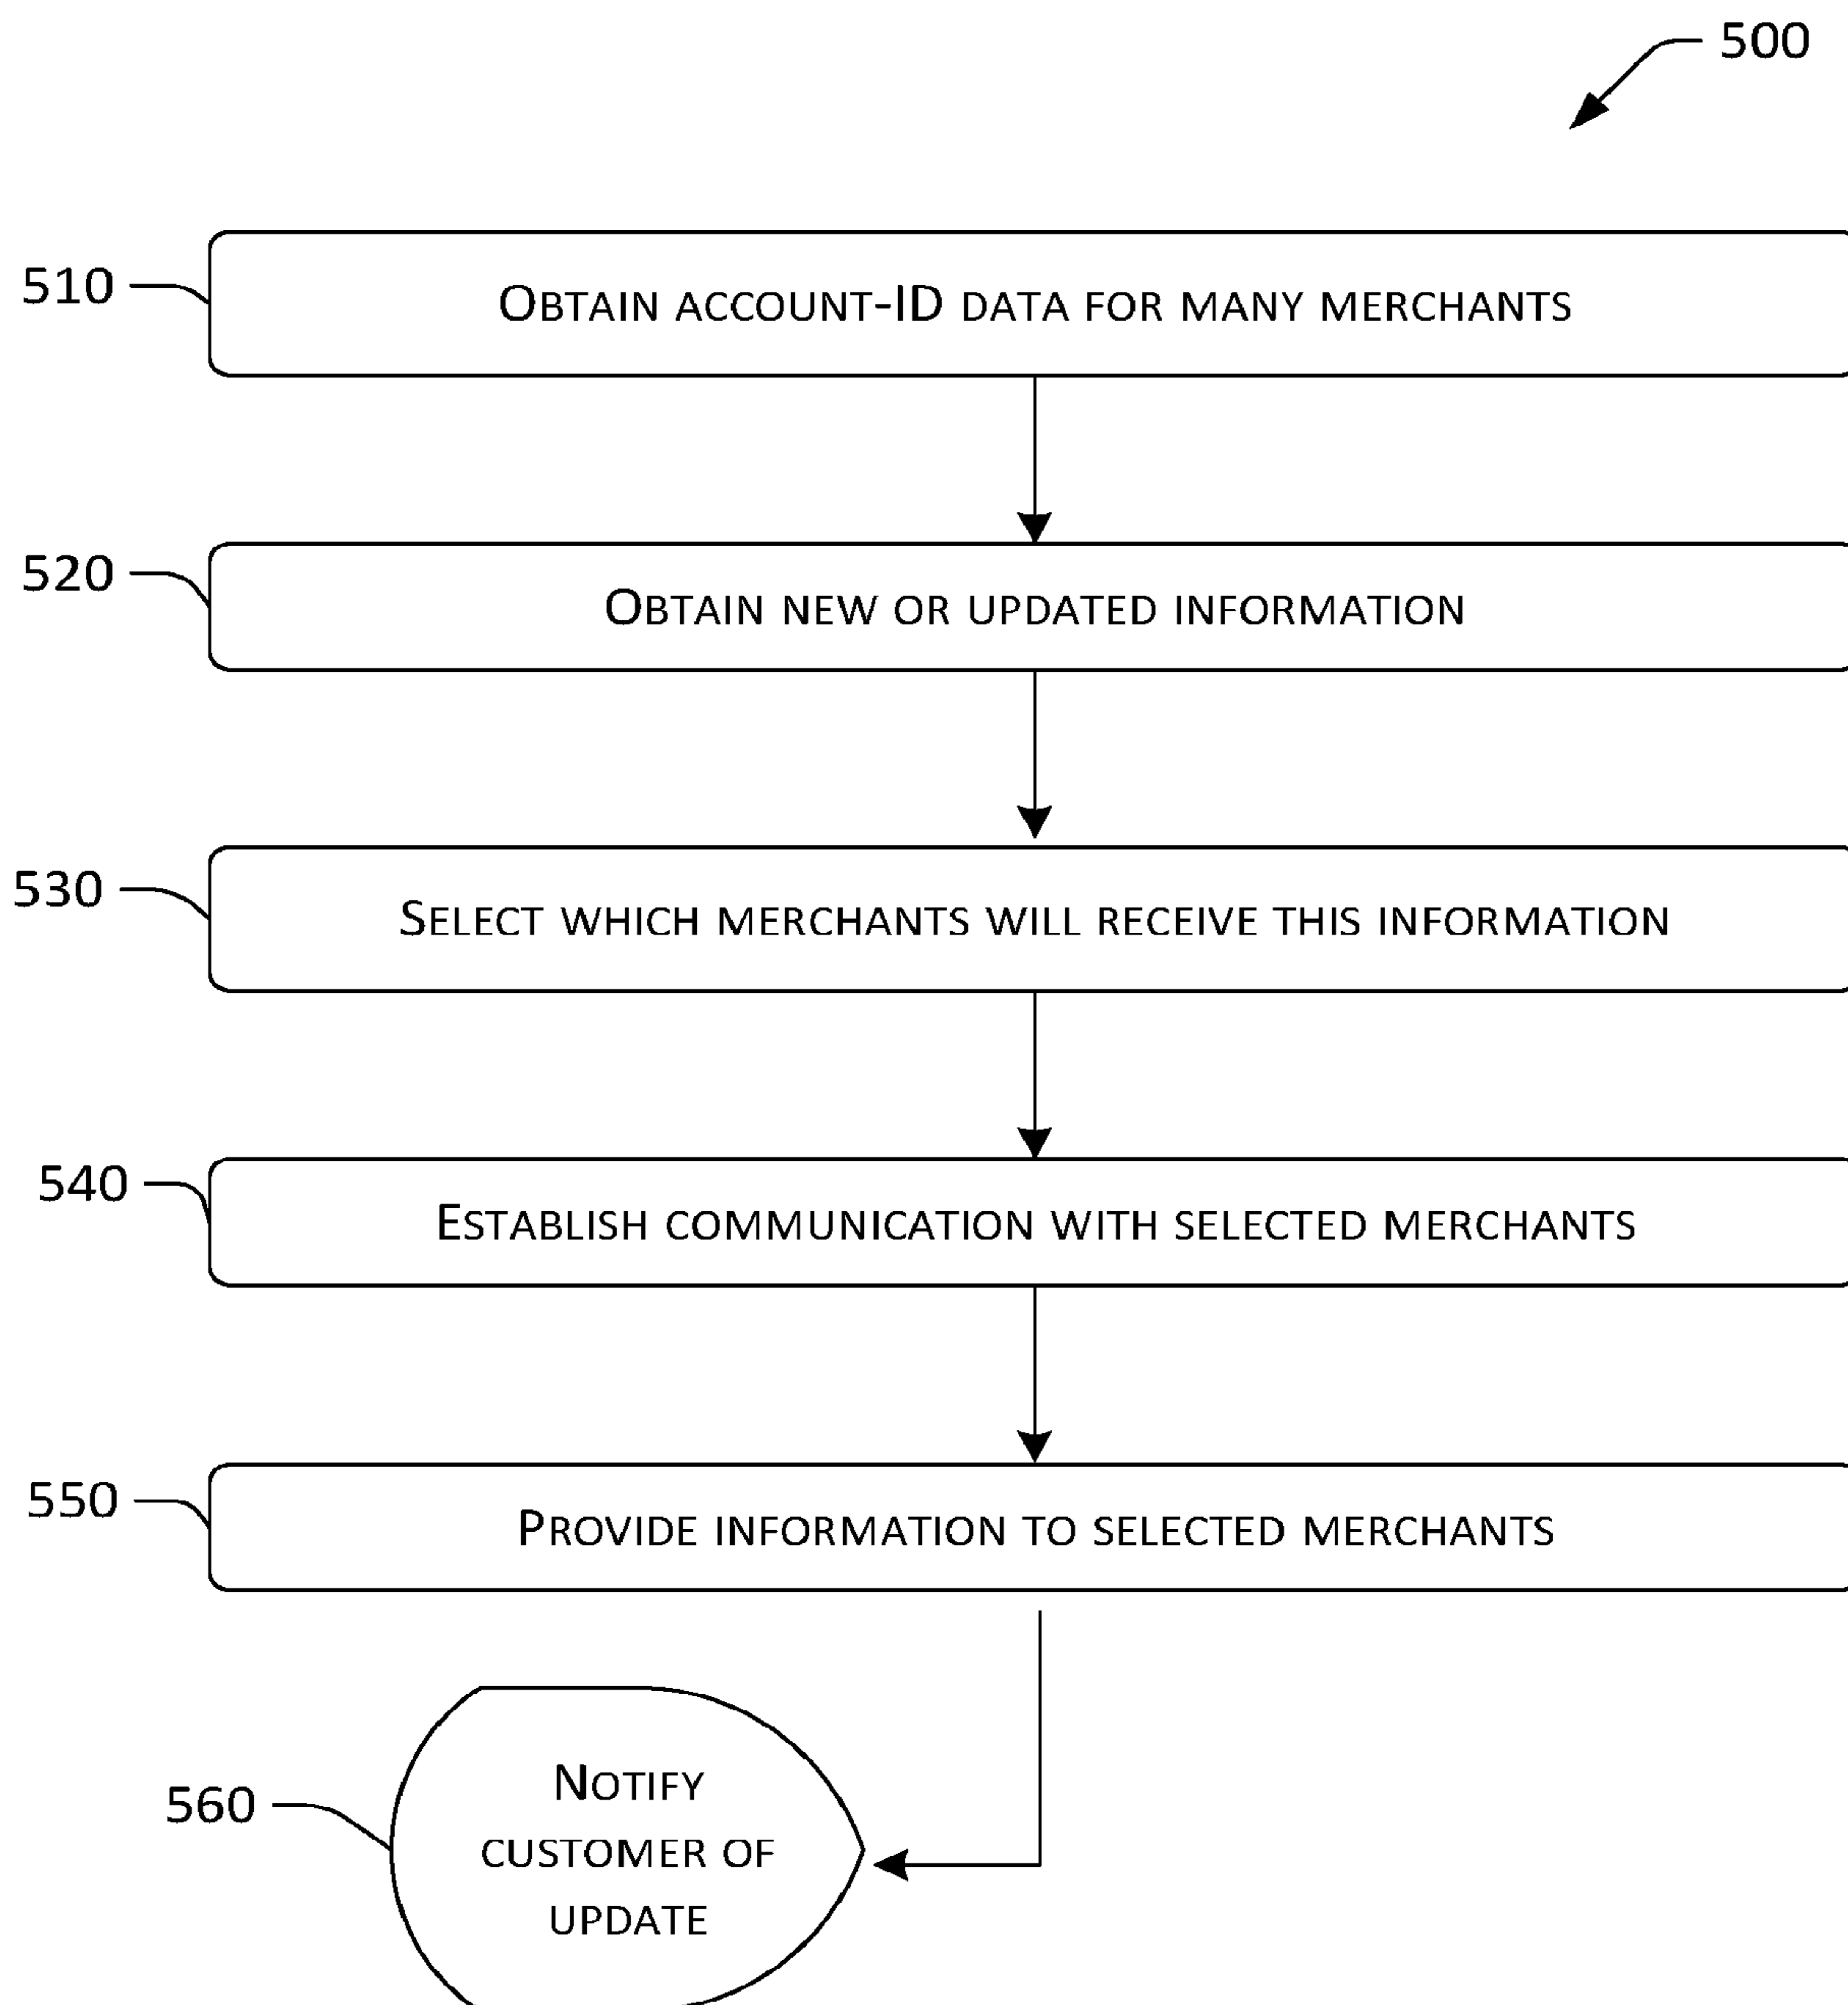 500
510
OBTAIN ACCOUNT-ID DATA FOR MANY MERCHANTS
520
OBTAIN NEW OR UPDATED INFORMATION
530
SELECT WHICH MERCHANTS WILL RECEIVE THIS INFORMATION
540
ESTABLISH COMMUNICATION WITH SELECTED MERCHANTS
550
PROVIDE INFORMATION TO SELECTED MERCHANTS
560
NOTIFY
CUSTOMER OF
UPDATE